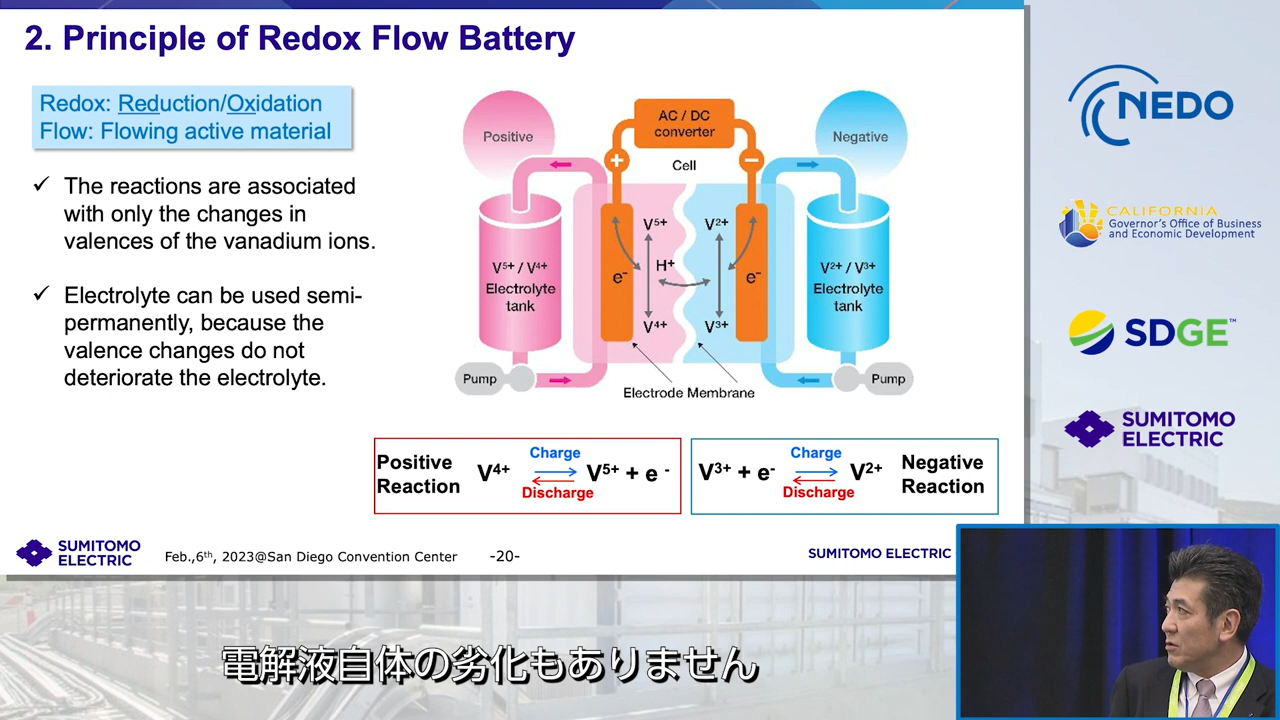 2. Principle of Redox Flow Battery
Redox: Reduction/Oxidation
Flow: Flowing active material
✓ The reactions are associated
with only the changes in
valences of the vanadium ions.
✓ Electrolyte can be used semi-
permanently, because the
valence changes do not
deteriorate the electrolyte.
Positive
AC / DC
converter
Negative
+
−
Cell
V5+
V2+
V5+ / V4+
Electrolyte
tank
e-
H+
e-
V2+ / V3+
Electrolyte
tank
V4+
V3+
Pump
Pump
Electrode Membrane
Positive
Reaction
V4+
Charge
Discharge
V5+ + e -
V3+ + e-
Charge
Discharge
V2+
Negative
Reaction
SUMITOMO
ELECTRIC
Feb.,6th, 2023@San Diego Convention Center
-20-
SUMITOMO ELECTRIC
NEDO
CALIFORNIA
Governor's Office of Business
and Economic Development
SDGE™
SUMITOMO
ELECTRIC
電解液自体の劣化もありません